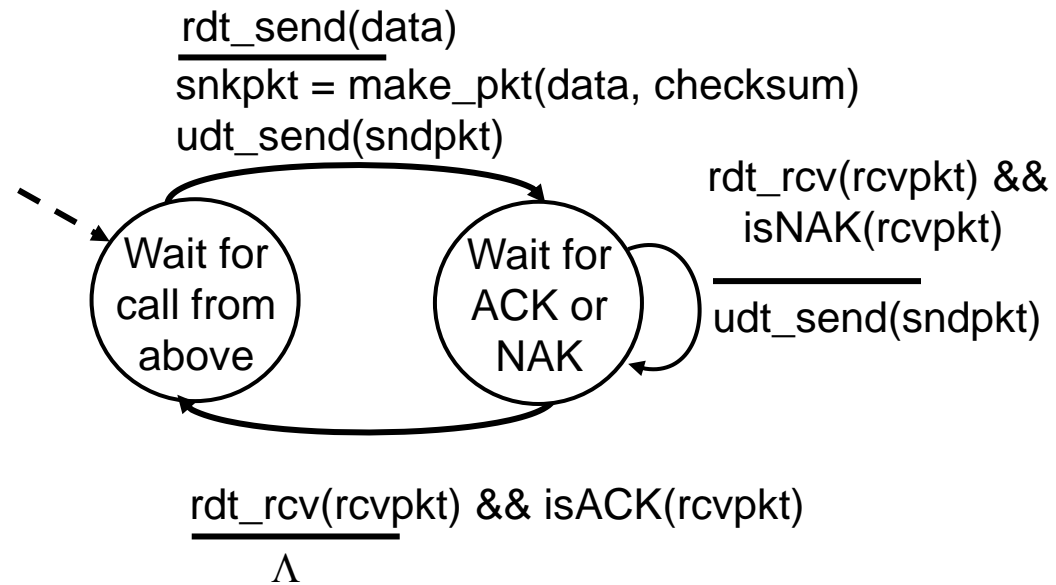 rdt_send(data)
snkpkt = make_pkt(data, checksum)
udt_send(sndpkt)
rdt_rcv(rcvpkt) &&
isNAK(rcvpkt)
udt_send(sndpkt)
Wait for
call from
above
Wait for
ACK or
NAK
rdt_rcv(rcvpkt) && isACK(rcvpkt)
Λ